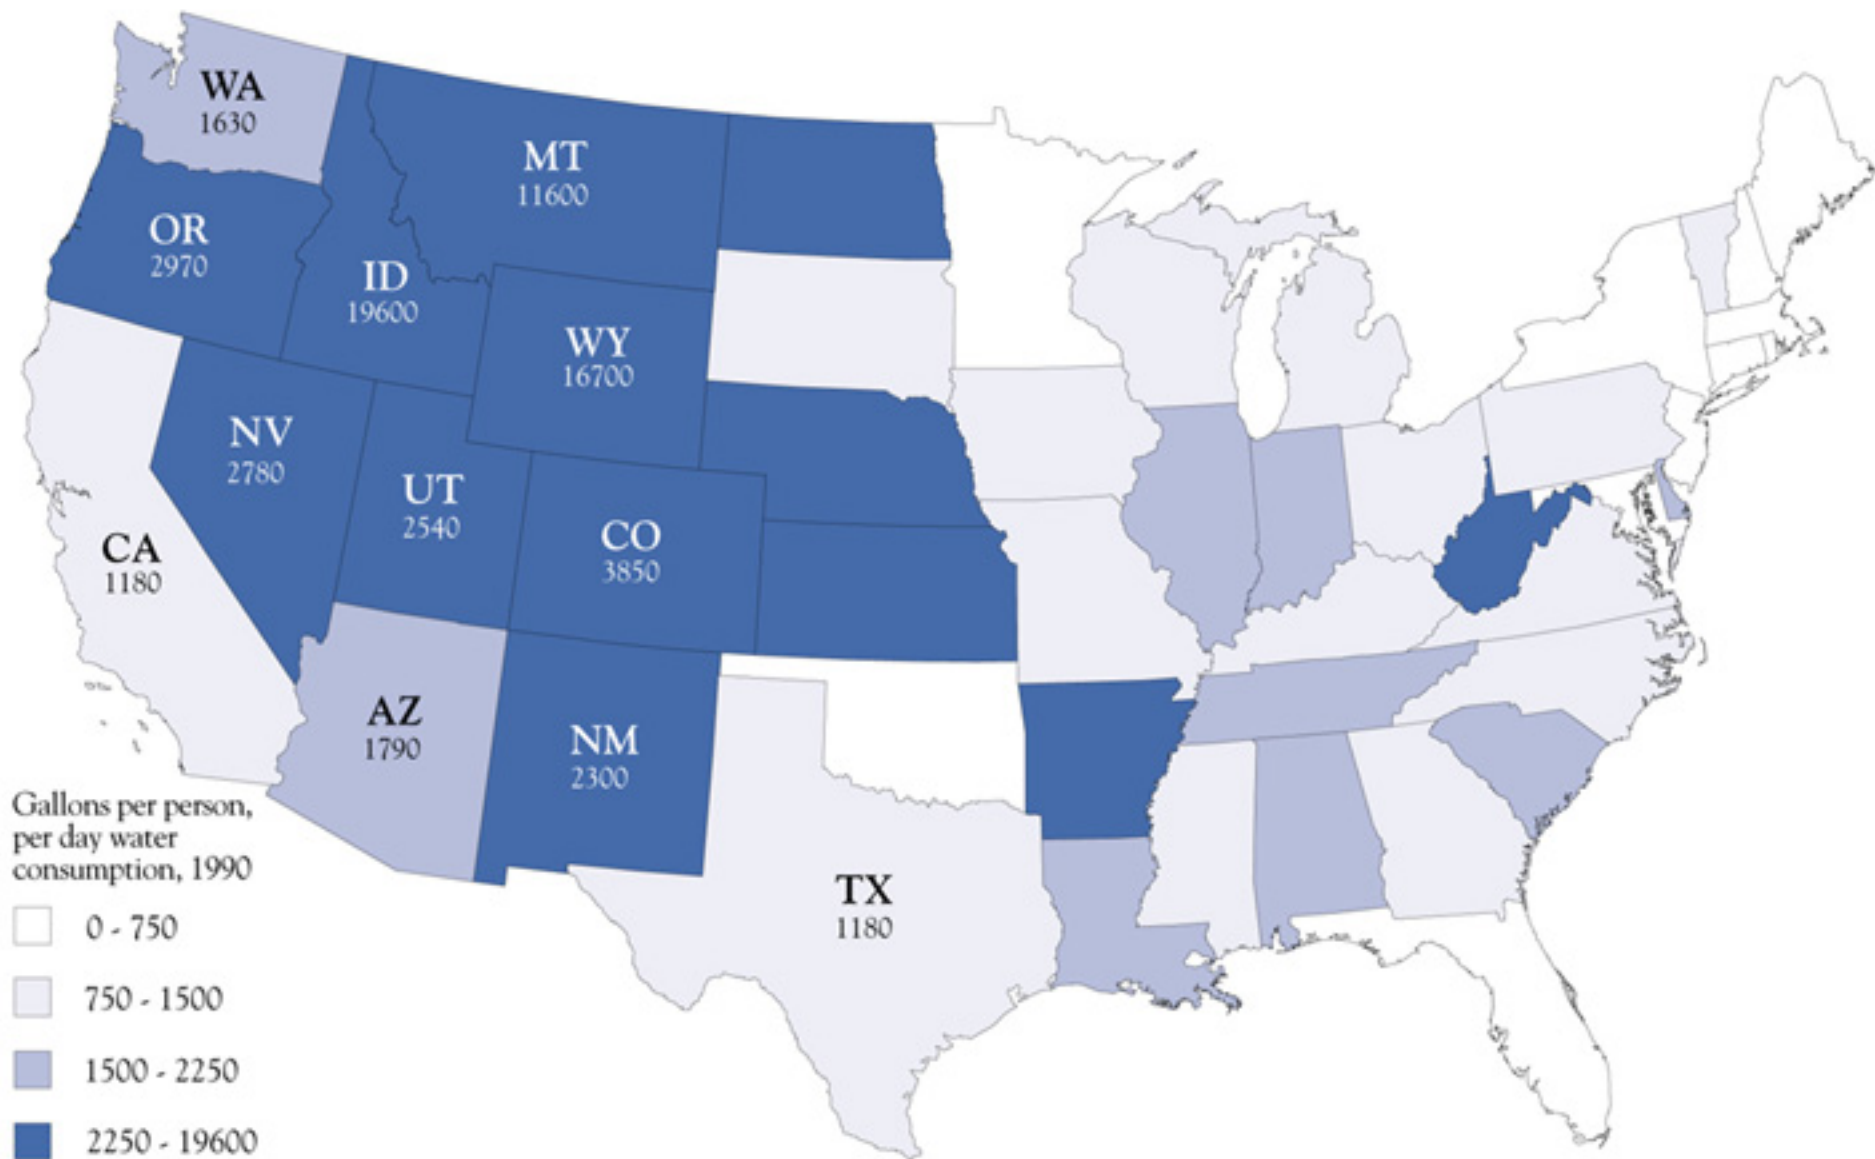 WA
1630
MT
11600
OR
2970
ID
19600
WY
16700
NV
2780
UT
2540
CO
3850
CA
1180
AZ
1790
NM
2300
TX
1180
Gallons per person,
per day water
consumption, 1990
0 - 750
750 - 1500
1500 - 2250
2250 - 19600